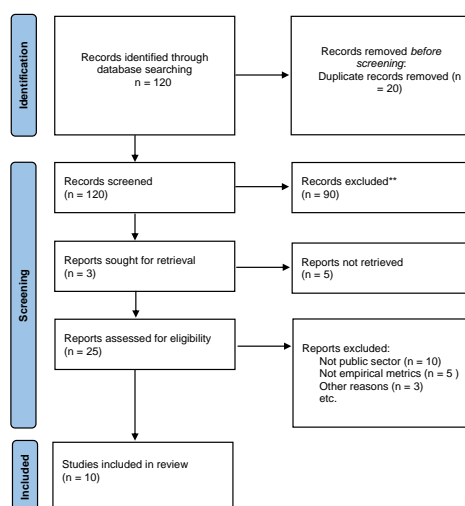 Identification
Records identified through
database searching
n = 120
Records removed before
screening:
Duplicate records removed (n
= 20)
Screening
Records screened
(n = 120)
Records excluded**
(n = 90)
Reports sought for retrieval
(n = 3)
Reports not retrieved
(n = 5)
Reports assessed for eligibility
(n = 25)
Reports excluded:
Not public sector (n = 10)
Not empirical metrics (n = 5 )
Other reasons (n = 3)
etc.
Included
Studies included in review
(n = 10)